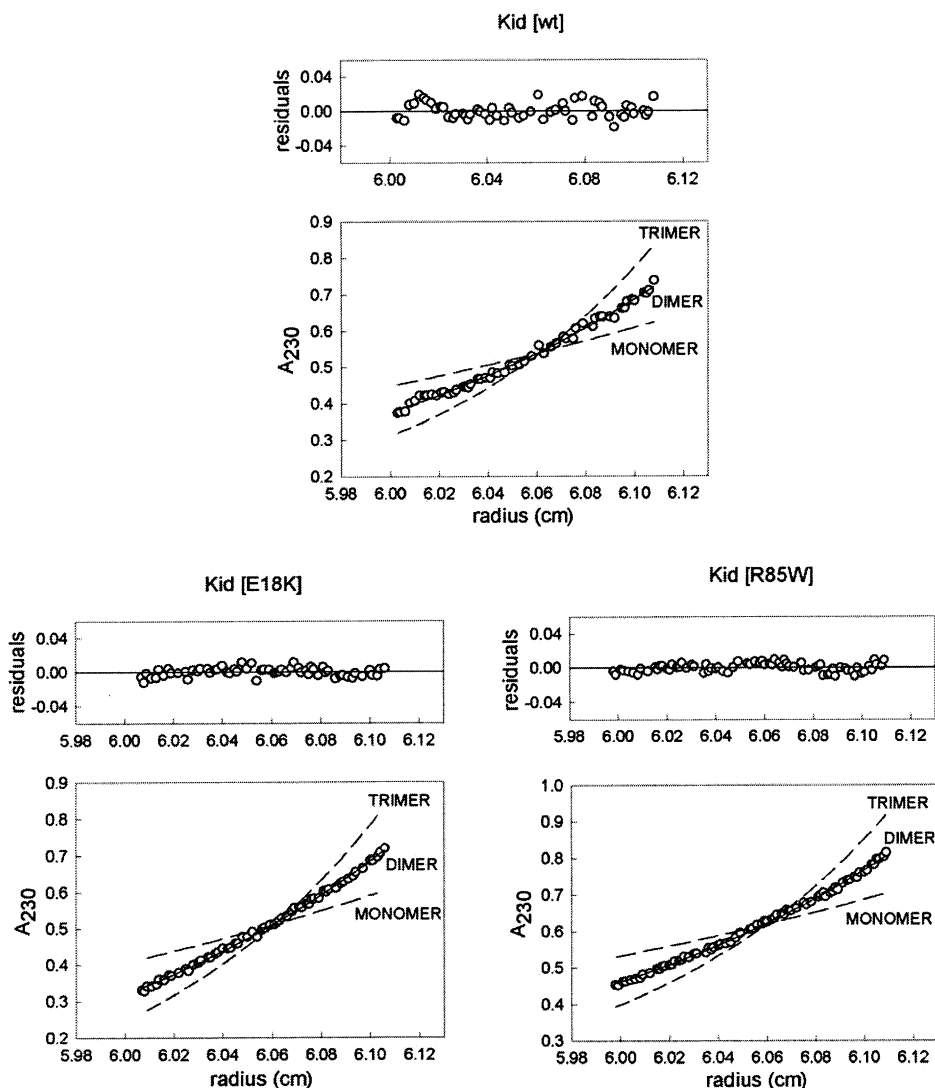 Kid [wt]
residuals
0.04
0.00
-0.04
6.00
6.04
6.08
6.12
A230
0.9
0.8
0.7
0.6
0.5
0.4
0.3
0.2
TRIMER
DIMER
MONOMER
5.98 6.00 6.02 6.04 6.06 6.08 6.10 6.12
radius (cm)
Kid [E18K]
residuals
0.04
0.00
-0.04
5.98 6.00 6.02 6.04 6.06 6.08 6.10 6.12
A230
0.9
0.8
0.7
0.6
0.5
0.4
0.3
0.2
TRIMER
DIMER
MONOMER
5.98 6.00 6.02 6.04 6.06 6.08 6.10 6.12
radius (cm)
Kid [R85W]
residuals
0.04
0.00
-0.04
5.98 6.00 6.02 6.04 6.06 6.08 6.10 6.12
A230
1.0
0.9
0.8
0.7
0.6
0.5
0.4
0.3
TRIMER
DIMER
MONOMER
5.98 6.00 6.02 6.04 6.06 6.08 6.10 6.12
radius (cm)